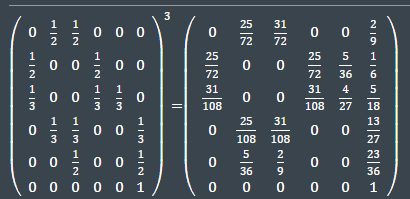 0 1/2 1/2 0 0 0 3 0 25/72 31/72 0 0 2/9
1/2 0 0 1/2 0 0 25/72 0 0 25/72 5/36 1/6
1/3 0 0 1/3 1/3 0 = 31/108 0 0 31/108 4/27 5/18
0 1/3 1/3 0 0 1/3 0 25/108 31/108 0 0 13/27
0 0 1/2 0 0 1/2 0 5/36 2/9 0 0 23/36
0 0 0 0 0 1 0 0 0 0 0 1